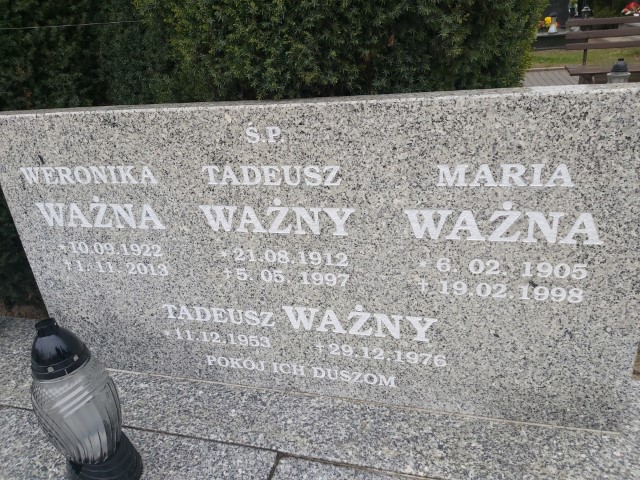 Ś.P.
WERONIKA
WAŻNA
*10.09.1922
†1.11.2013
TADEUSZ
WAŻNY
*21.08.1912
†5.05.1997
MARIA
WAŻNA
* 6.02.1905
†19.02.1998
TADEUSZ WAŻNY
*11.12.1953 †29.12.1976
POKÓJ ICH DUSZOM